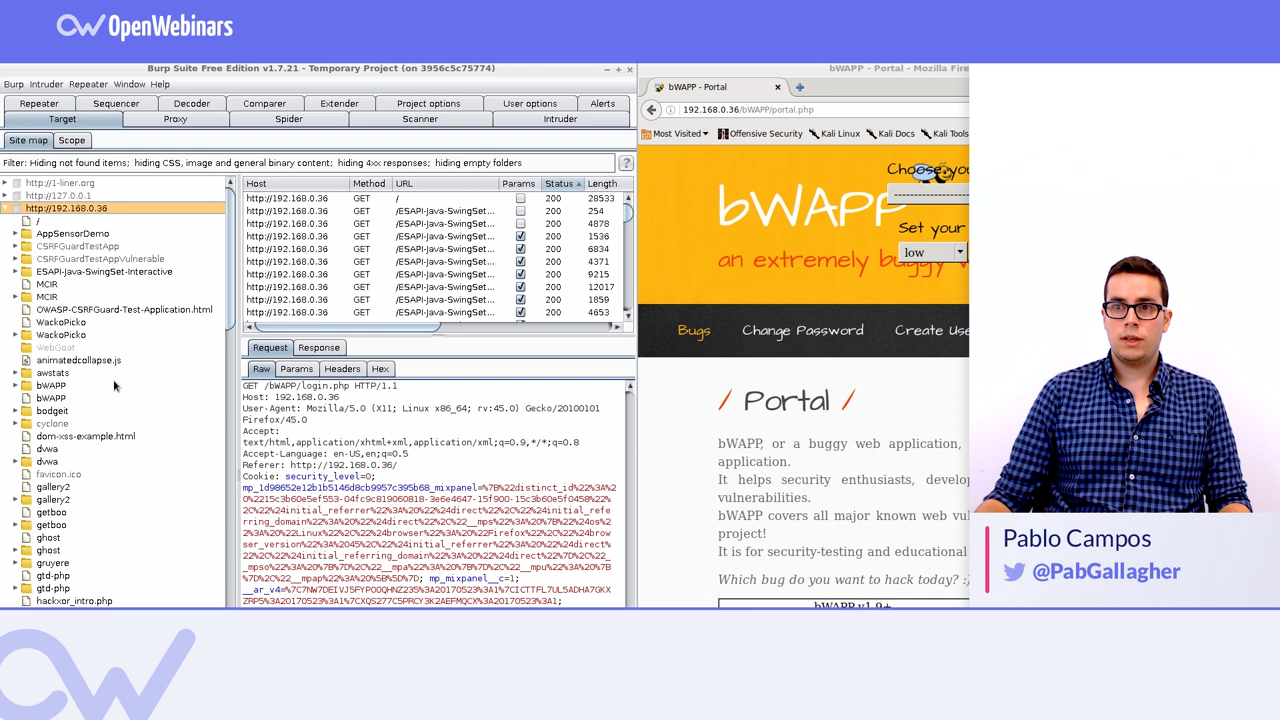 OpenWebinars
Burp Suite Free Edition v1.7.21 - Temporary Project (on 3956c5c75774)
Burp Intruder Repeater Window Help
Repeater Sequencer Decoder Comparer Extender Project options User options Alerts
Target Proxy Spider Scanner Intruder
Site map Scope
Filter: Hiding not found items; hiding CSS, image and general binary content; hiding 4xx responses; hiding empty folders
?
http://1-liner.org
http://127.0.0.1
http://192.168.0.36
/
AppSensorDemo
CSRFGuardTestApp
CSRFGuardTestAppVulnerable
ESAPI-Java-SwingSet-Interactive
MCIR
MCIR
OWASP-CSRFGuard-Test-Application.html
WackoPicko
WackoPicko
WebGoat
animatedcollapse.js
awstats
bWAPP
bWAPP
bodgeit
cyclone
dom-xss-example.html
dvwa
dvwa
favicon.ico
gallery2
gallery2
getboo
getboo
ghost
ghost
gruyere
gtd-php
gtd-php
hackxor_intro.php
Host Method URL Params Status Length
http://192.168.0.36 GET / 200 28533
http://192.168.0.36 GET /ESAPI-Java-SwingSet... 200 254
http://192.168.0.36 GET /ESAPI-Java-SwingSet... 200 4878
http://192.168.0.36 GET /ESAPI-Java-SwingSet... 200 1536
http://192.168.0.36 GET /ESAPI-Java-SwingSet... 200 6834
http://192.168.0.36 GET /ESAPI-Java-SwingSet... 200 4371
http://192.168.0.36 GET /ESAPI-Java-SwingSet... 200 9215
http://192.168.0.36 GET /ESAPI-Java-SwingSet... 200 12017
http://192.168.0.36 GET /ESAPI-Java-SwingSet... 200 1859
http://192.168.0.36 GET /ESAPI-Java-SwingSet... 200 4653
Request Response
Raw Params Headers Hex
GET /bWAPP/login.php HTTP/1.1
Host: 192.168.0.36
User-Agent: Mozilla/5.0 (X11; Linux x86_64; rv:45.0) Gecko/20100101
Firefox/45.0
Accept:
text/html,application/xhtml+xml,application/xml;q=0.9,*/*;q=0.8
Accept-Language: en-US,en;q=0.5
Referer: http://192.168.0.36/
Cookie: security_level=0;
bWAPP - Portal - Mozilla Fire
bWAPP - Portal
192.168.0.36/bWAPP/portal.php
Most Visited Offensive Security Kali Linux Kali Docs Kali Tools
Choose you
bWAPP
Set your
low
an extremely buggy
Bugs Change Password Create Use
/ Portal /
bWAPP, or a buggy web application,
application.
It helps security enthusiasts, develop
vulnerabilities.
bWAPP covers all major known web vul
project!
It is for security-testing and educational
Which bug do you want to hack today? :)
bWAPP v1.9+
Pablo Campos
@PabGallagher